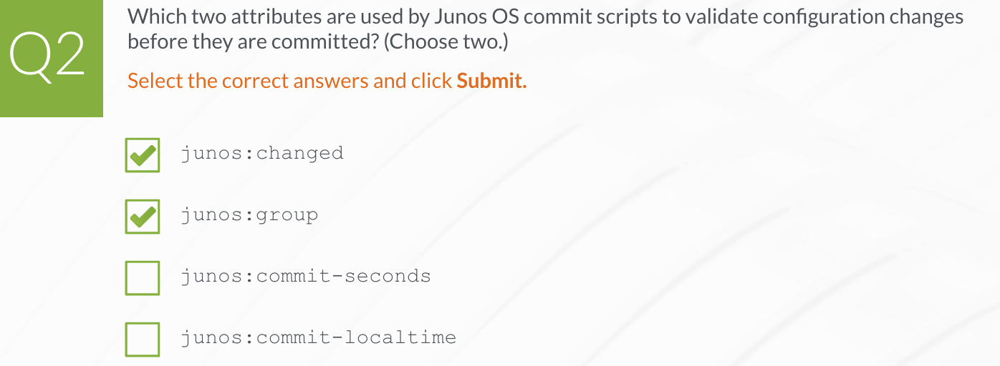 Q2
Which two attributes are used by Junos OS commit scripts to validate configuration changes
before they are committed? (Choose two.)
Select the correct answers and click Submit.
junos:changed
junos:group
junos:commit-seconds
junos:commit-localtime